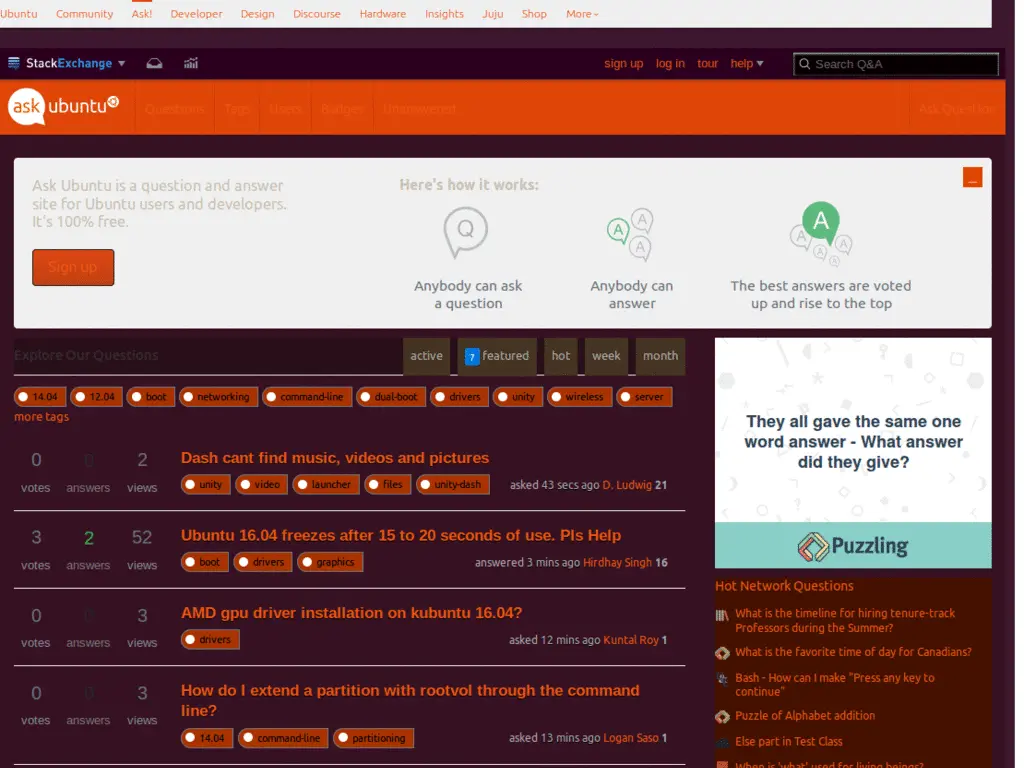 Ubuntu Community Ask! Developer Design Discourse Hardware Insights Juju Shop More
StackExchange sign up log in tour help Search Q&A
ask ubuntu Questions Tags Users Badges Unanswered Ask Question
Ask Ubuntu is a question and answer
site for Ubuntu users and developers.
It's 100% free.
Sign up
Here's how it works:
Q
A
A
A
A
A
A
A
A
Anybody can ask
a question
Anybody can
answer
The best answers are voted
up and rise to the top
Explore Our Questions active 7 featured hot week month
14.04 12.04 boot networking command-line dual-boot drivers unity wireless server
more tags
0 0 2 Dash cant find music, videos and pictures
votes answers views unity video launcher files unity-dash asked 43 secs ago D. Ludwig 21
3 2 52 Ubuntu 16.04 freezes after 15 to 20 seconds of use. Pls Help
votes answers views boot drivers graphics answered 3 mins ago Hirdhay Singh 16
0 0 3 AMD gpu driver installation on kubuntu 16.04?
votes answers views drivers asked 12 mins ago Kuntal Roy 1
0 0 3 How do I extend a partition with rootvol through the command
line?
votes answers views 14.04 command-line partitioning asked 13 mins ago Logan Saso 1
They all gave the same one
word answer - What answer
did they give?
Puzzling
Hot Network Questions
What is the timeline for hiring tenure-track
Professors during the Summer?
What is the favorite time of day for Canadians?
Bash - How can I make "Press any key to
continue"
Puzzle of Alphabet addition
Else part in Test Class
When is 'what' used for living beings?